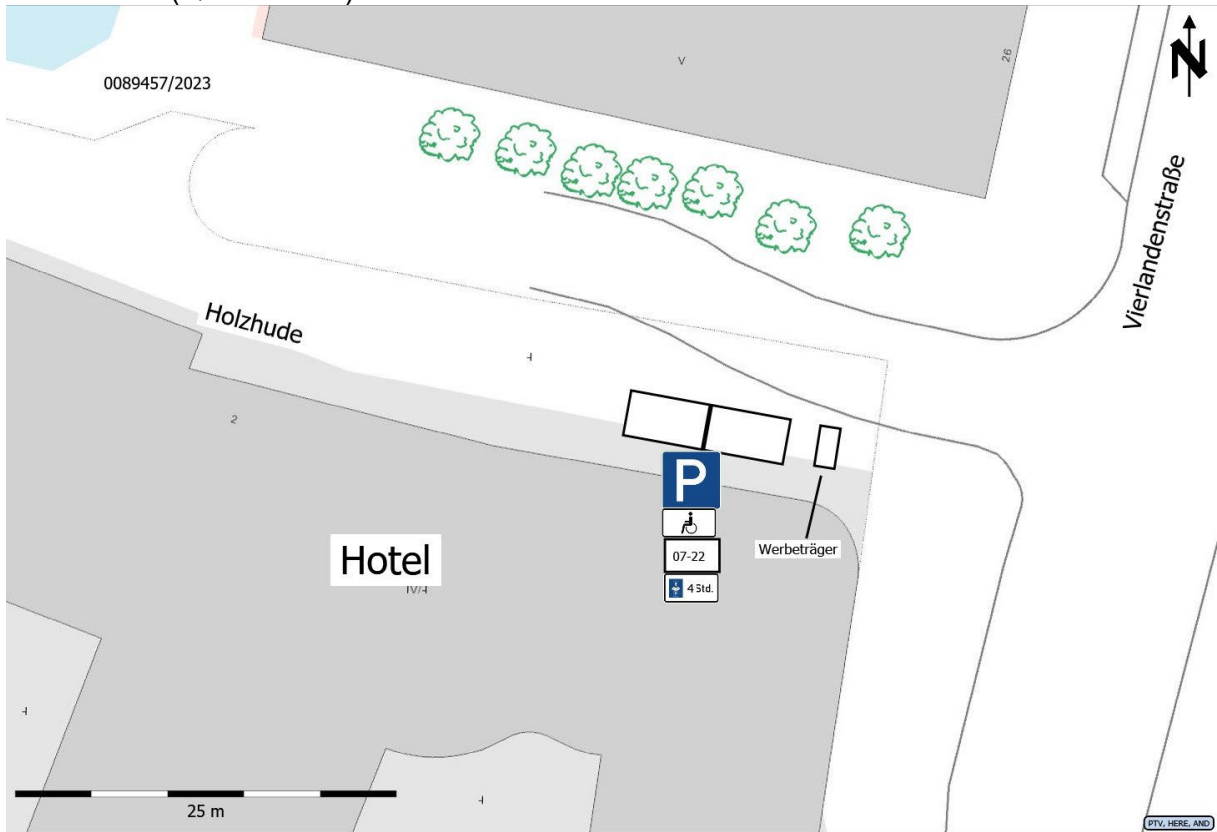 V
26
N
0089457/2023
Vierlandenstraße
Holzhude
2
P
07-22
4 Std.
Werbeträger
Hotel
IV/-I
-I
-I
-I
25 m
PTV, HERE, AND